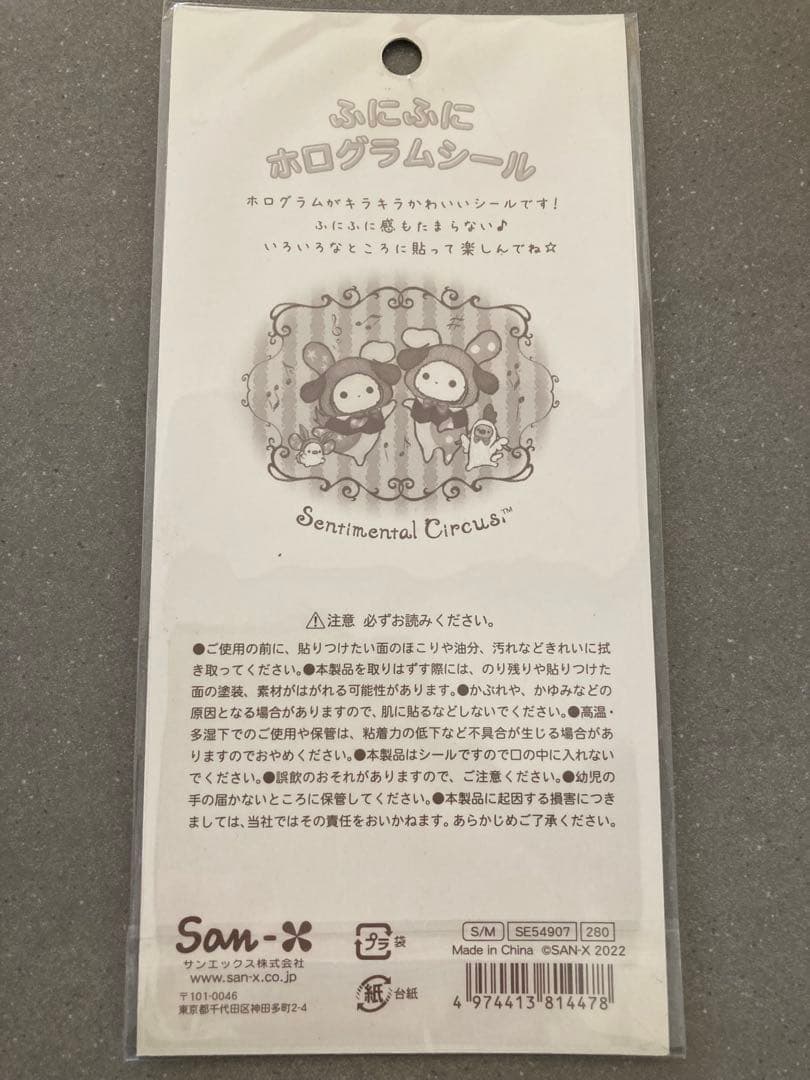 ふにふに
ホログラムシール
ホログラムがキラキラかわいいシールです!
ふにふに感もたまらない♪
いろいろなところに貼って楽しんでね☆
Sentimental Circus.™
⚠注意 必ずお読みください。
●ご使用の前に、貼りつけたい面のほこりや油分、汚れなどきれいに拭
き取ってください。●本製品を取りはずす際には、のり残りや貼りつけた
面の塗装、素材がはがれる可能性があります。●かぶれや、かゆみなどの
原因となる場合がありますので、肌に貼るなどしないでください。●高温・
多湿下でのご使用や保管は、粘着力の低下など不具合が生じる場合があ
りますのでおやめください。●本製品はシールですので口の中に入れない
でください。●誤飲のおそれがありますので、ご注意ください。●幼児の
手の届かないところに保管してください。●本製品に起因する損害につき
ましては、当社ではその責任をおいかねます。あらかじめご了承ください。
San-X
サンエックス株式会社
www.san-x.co.jp
〒101-0046
東京都千代田区神田多町2-4
プラ 袋
紙 台紙
S/M SE54907 280
Made in China ©SAN-X 2022
4 974413 814478